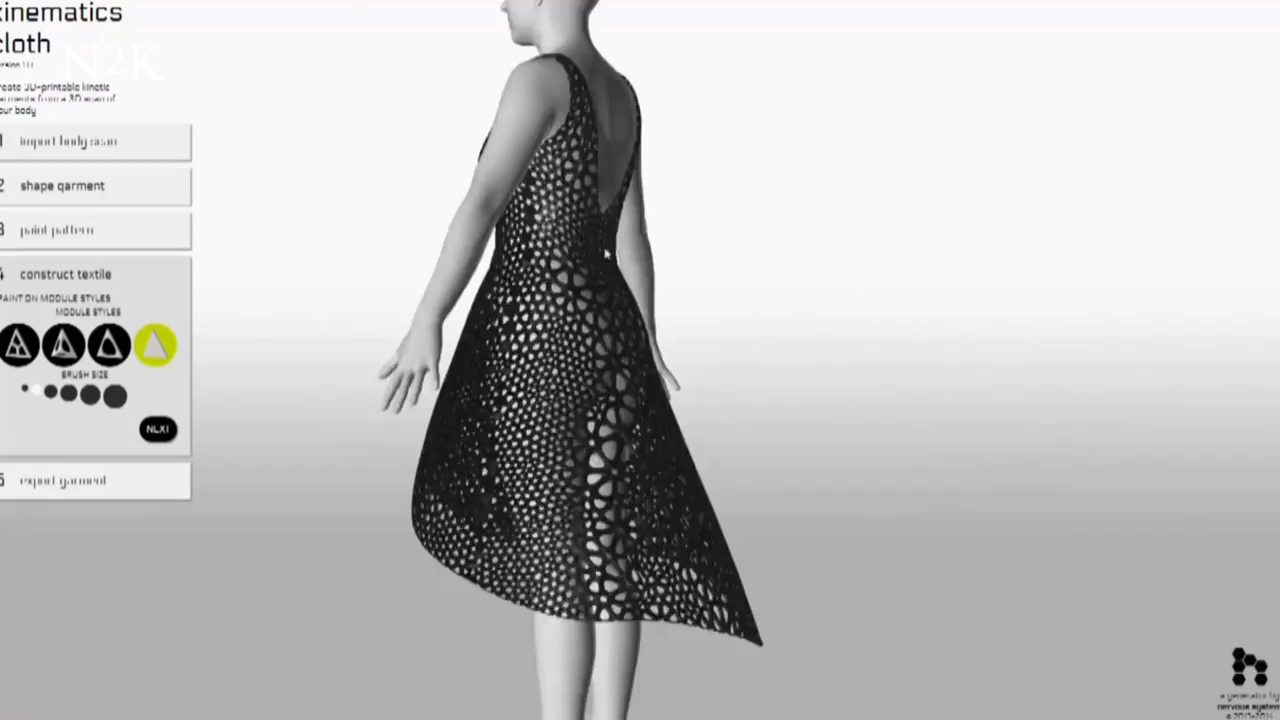 kinematics
cloth
N2K
create 3D-printable kinetic
garments from a 3D scan of
your body
1 import body scan
2 shape garment
3 paint pattern
4 construct textile
PAINT ON MODULE STYLES
MODULE STYLES
BRUSH SIZE
NEXT
5 export garment
nervous system